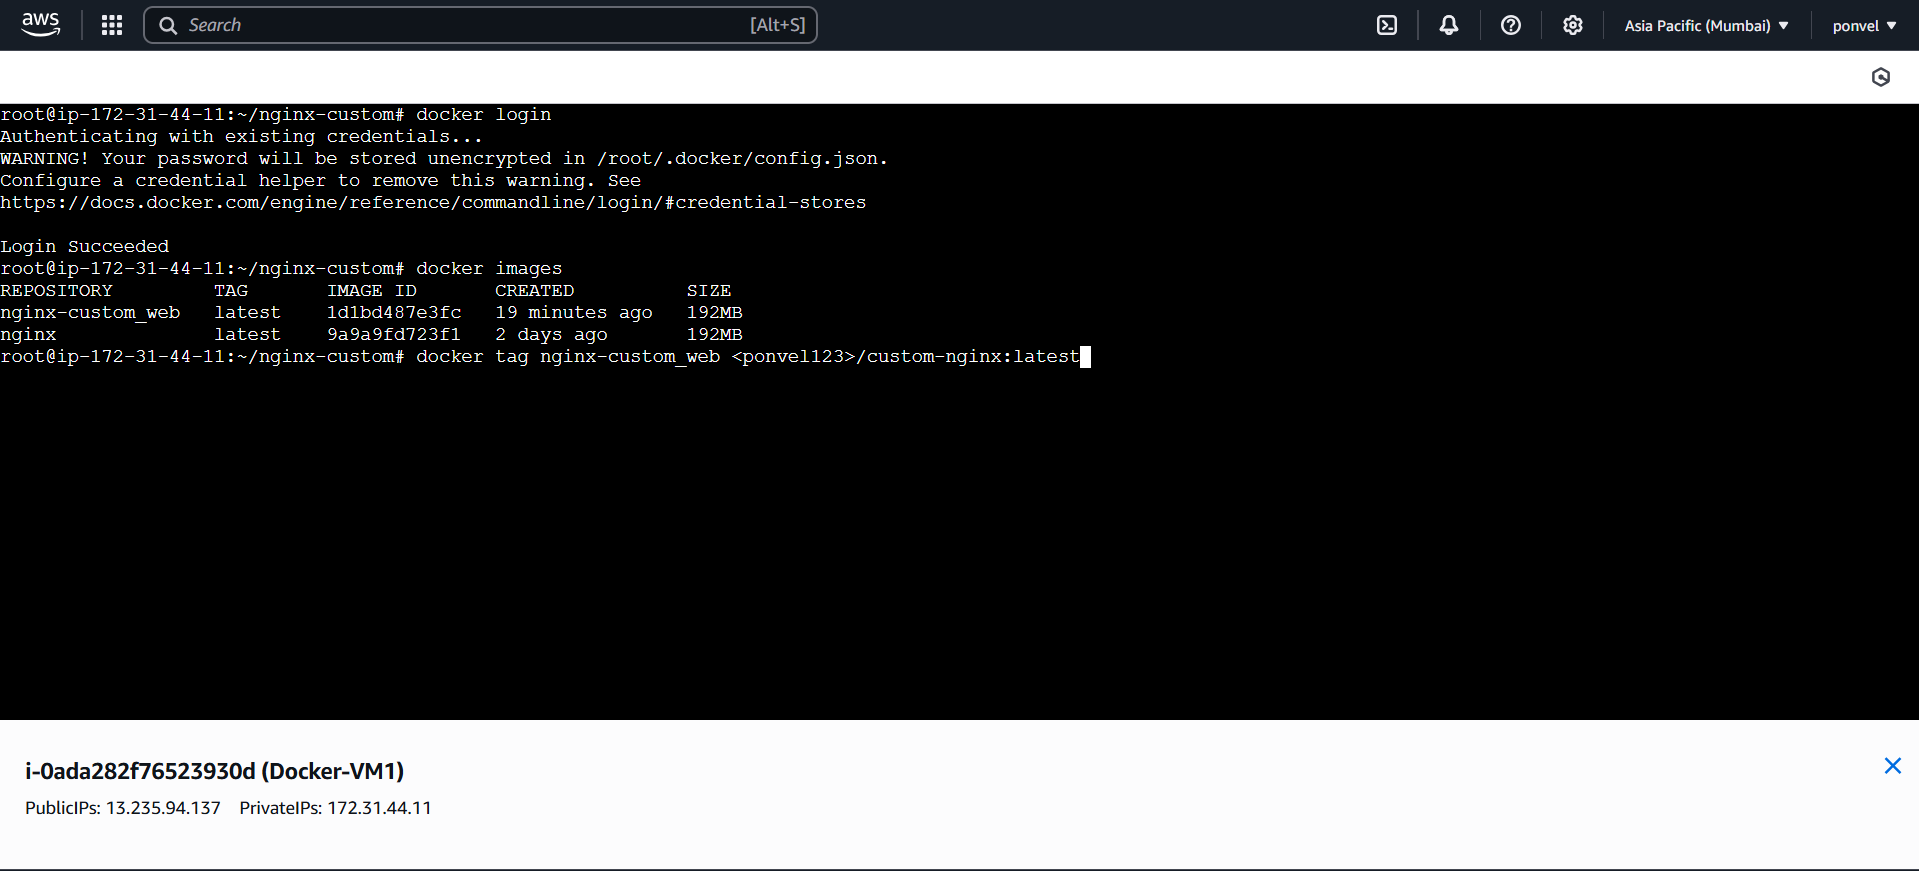 aws
Search [Alt+S]
Asia Pacific (Mumbai)
ponvel
root@ip-172-31-44-11:~/nginx-custom# docker login
Authenticating with existing credentials...
WARNING! Your password will be stored unencrypted in /root/.docker/config.json.
Configure a credential helper to remove this warning. See
https://docs.docker.com/engine/reference/commandline/login/#credential-stores
Login Succeeded
root@ip-172-31-44-11:~/nginx-custom# docker images
REPOSITORY TAG IMAGE ID CREATED SIZE
nginx-custom_web latest 1d1bd487e3fc 19 minutes ago 192MB
nginx latest 9a9a9fd723f1 2 days ago 192MB
root@ip-172-31-44-11:~/nginx-custom# docker tag nginx-custom_web <ponvel123>/custom-nginx:latest
i-0ada282f76523930d (Docker-VM1)
PublicIPs: 13.235.94.137 PrivateIPs: 172.31.44.11